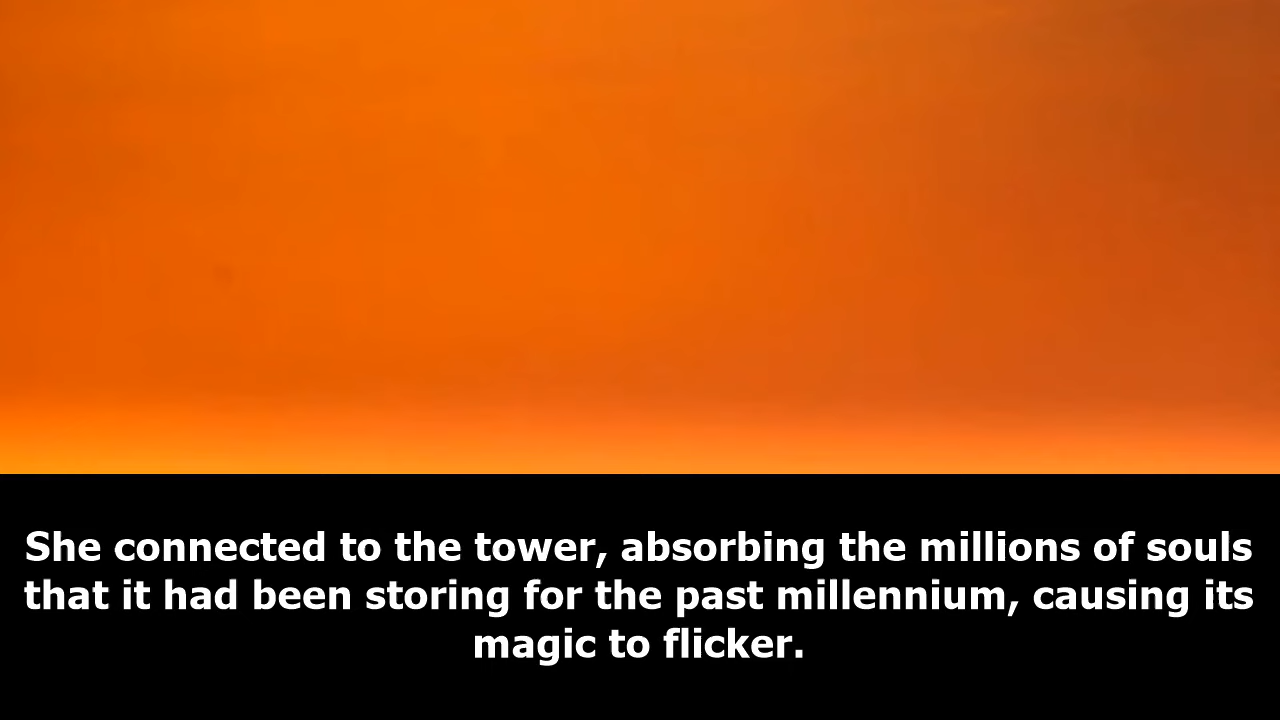 She connected to the tower, absorbing the millions of souls
that it had been storing for the past millennium, causing its
magic to flicker.